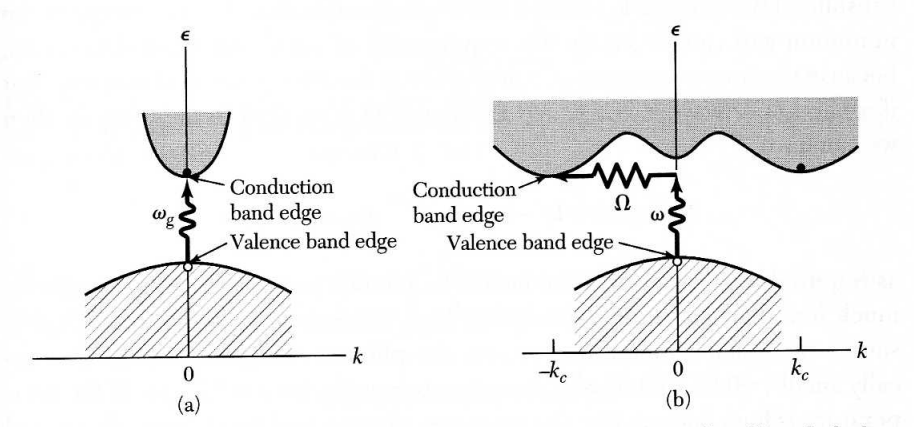 ϵ
Conduction
band edge
ω_g
Valence band edge
k
0
(a)
ϵ
Conduction
band edge
Ω
ω
Valence band edge
k
-k_c
0
k_c
(b)